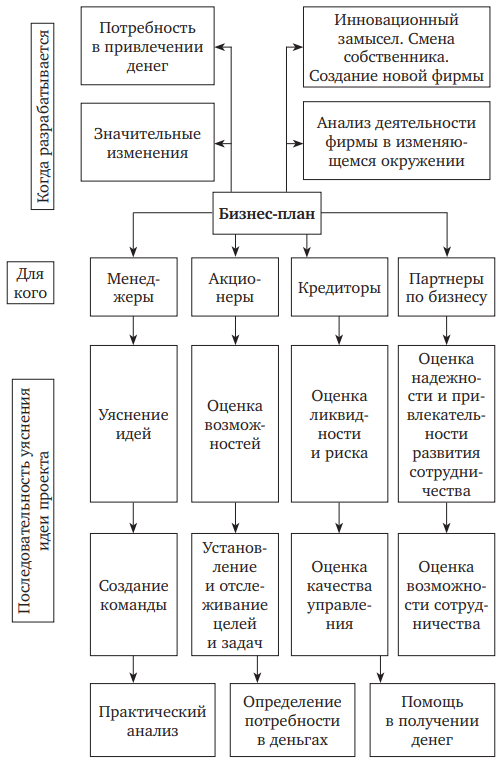 Когда разрабатывается
Потребность
в привлечении
денег
Инновационный
замысел. Смена
собственника.
Создание новой фирмы
Значительные
изменения
Анализ деятельности
фирмы в изменяю-
щемся окружении
Бизнес-план
Для
кого
Менед-
жеры
Акцио-
неры
Кредиторы
Партнеры
по бизнесу
Последовательность уяснения
идеи проекта
Уяснение
идей
Оценка
возмож-
ностей
Оценка
ликвид-
ности
и риска
Оценка
надежно-
сти и при-
влекатель-
ности
развития
сотрудни-
чества
Создание
команды
Установ-
ление
и отсле-
живание
целей
и задач
Оценка
качества
управле-
ния
Оценка
возможно-
сти сотруд-
ничества
Практический
анализ
Определение
потребности
в деньгах
Помощь
в получении
денег